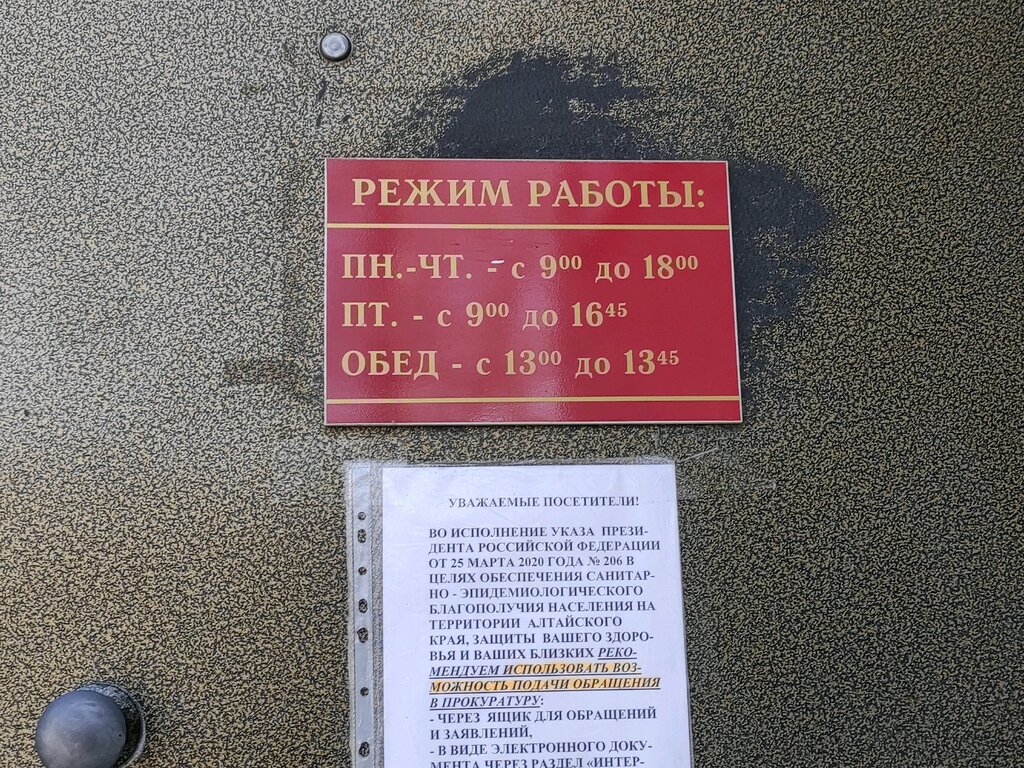 РЕЖИМ РАБОТЫ:
ПН.-ЧТ. - с 9⁰⁰ до 18⁰⁰
ПТ. - с 9⁰⁰ до 16⁴⁵
ОБЕД - с 13⁰⁰ до 13⁴⁵
УВАЖАЕМЫЕ ПОСЕТИТЕЛИ!
ВО ИСПОЛНЕНИЕ УКАЗА ПРЕЗИ-
ДЕНТА РОССИЙСКОЙ ФЕДЕРАЦИИ
ОТ 25 МАРТА 2020 ГОДА № 206 В
ЦЕЛЯХ ОБЕСПЕЧЕНИЯ САНИТАР-
НО - ЭПИДЕМИОЛОГИЧЕСКОГО
БЛАГОПОЛУЧИЯ НАСЕЛЕНИЯ НА
ТЕРРИТОРИИ АЛТАЙСКОГО
КРАЯ, ЗАЩИТЫ ВАШЕГО ЗДОРО-
ВЬЯ И ВАШИХ БЛИЗКИХ РЕКО-
МЕНДУЕМ ИСПОЛЬЗОВАТЬ ВОЗ-
МОЖНОСТЬ ПОДАЧИ ОБРАЩЕНИЯ
В ПРОКУРАТУРУ:
- ЧЕРЕЗ ЯЩИК ДЛЯ ОБРАЩЕНИЙ
И ЗАЯВЛЕНИЙ,
- В ВИДЕ ЭЛЕКТРОННОГО ДОКУ-
МЕНТА ЧЕРЕЗ РАЗДЕЛ «ИНТЕР-